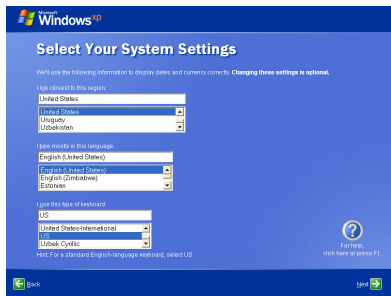 Microsoft
Windows xp
Select Your System Settings
We'll use the following information to display dates and currency correctly. Changing these settings is optional.
I live closest to this region:
United States
United States
Uruguay
Uzbekistan
I type mostly in this language:
English (United States)
English (United States)
English (Zimbabwe)
Estonian
I use this type of keyboard:
US
United States-International
US
Uzbek Cyrillic
Hint: For a standard English-language keyboard, select US.
For help,
click here or press F1.
Back
Next